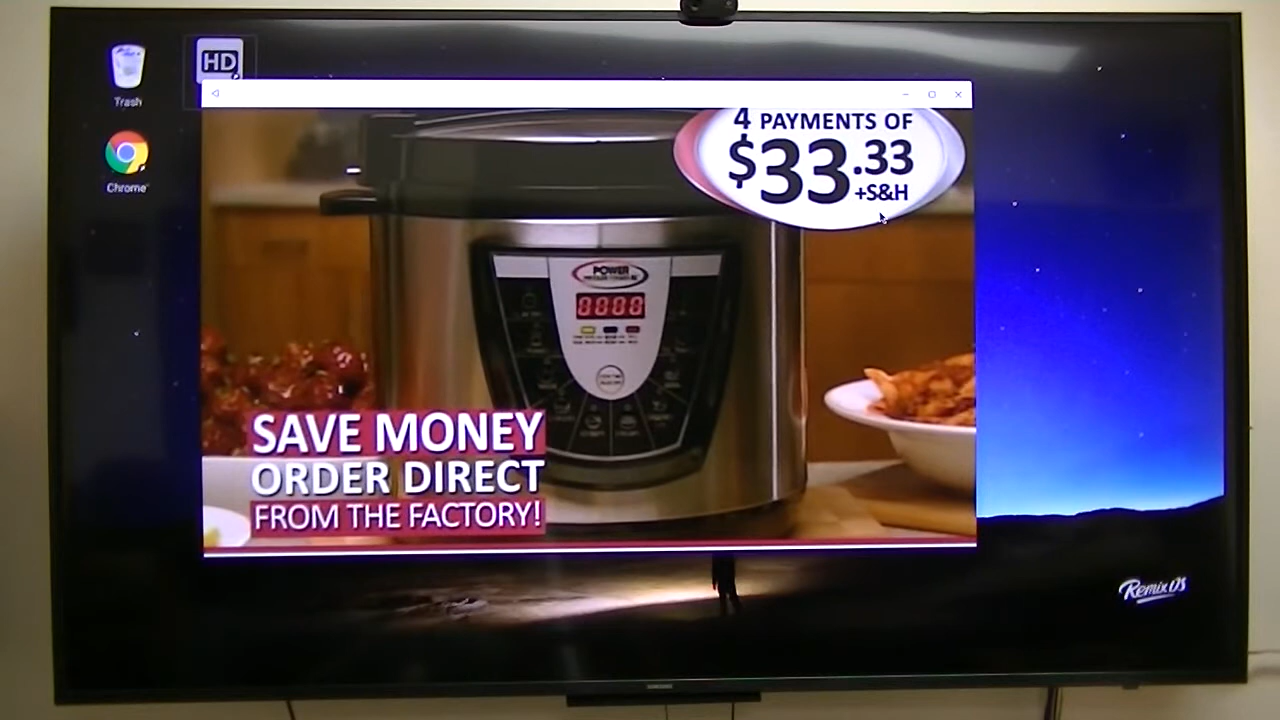 HD
Trash
Chrome
4 PAYMENTS OF
$33.33
+S&H
POWER
0000
SAVE MONEY
ORDER DIRECT
FROM THE FACTORY!
Remix OS
SAMSUNG